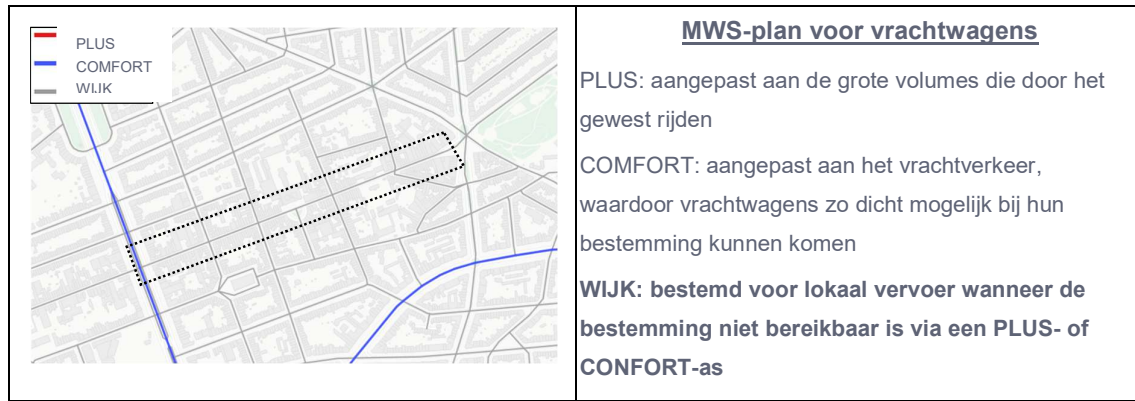 PLUS
COMFORT
WIJK
MWS-plan voor vrachtwagens
PLUS: aangepast aan de grote volumes die door het
gewest rijden
COMFORT: aangepast aan het vrachtverkeer,
waardoor vrachtwagens zo dicht mogelijk bij hun
bestemming kunnen komen
WIJK: bestemd voor lokaal vervoer wanneer de
bestemming niet bereikbaar is via een PLUS- of
CONFORT-as